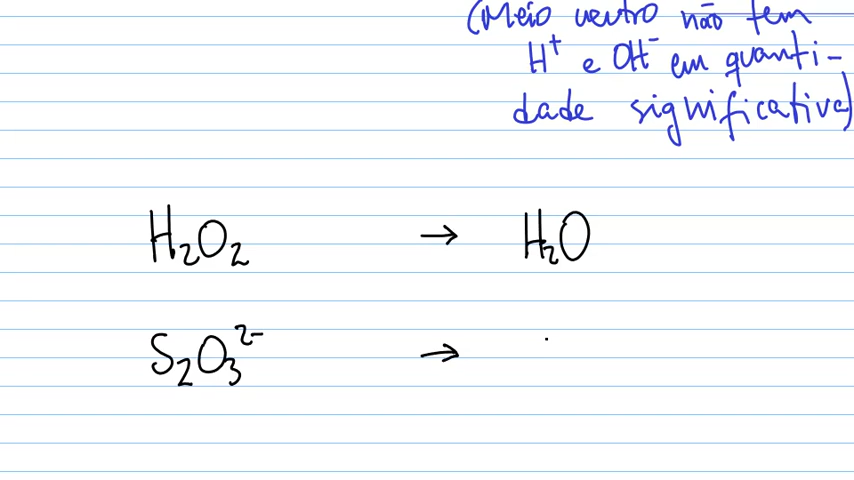 (Meio neutro não tem
H⁺ e OH⁻ em quanti-
dade significativa)
H₂O₂ → H₂O
S₂O₃²⁻ →